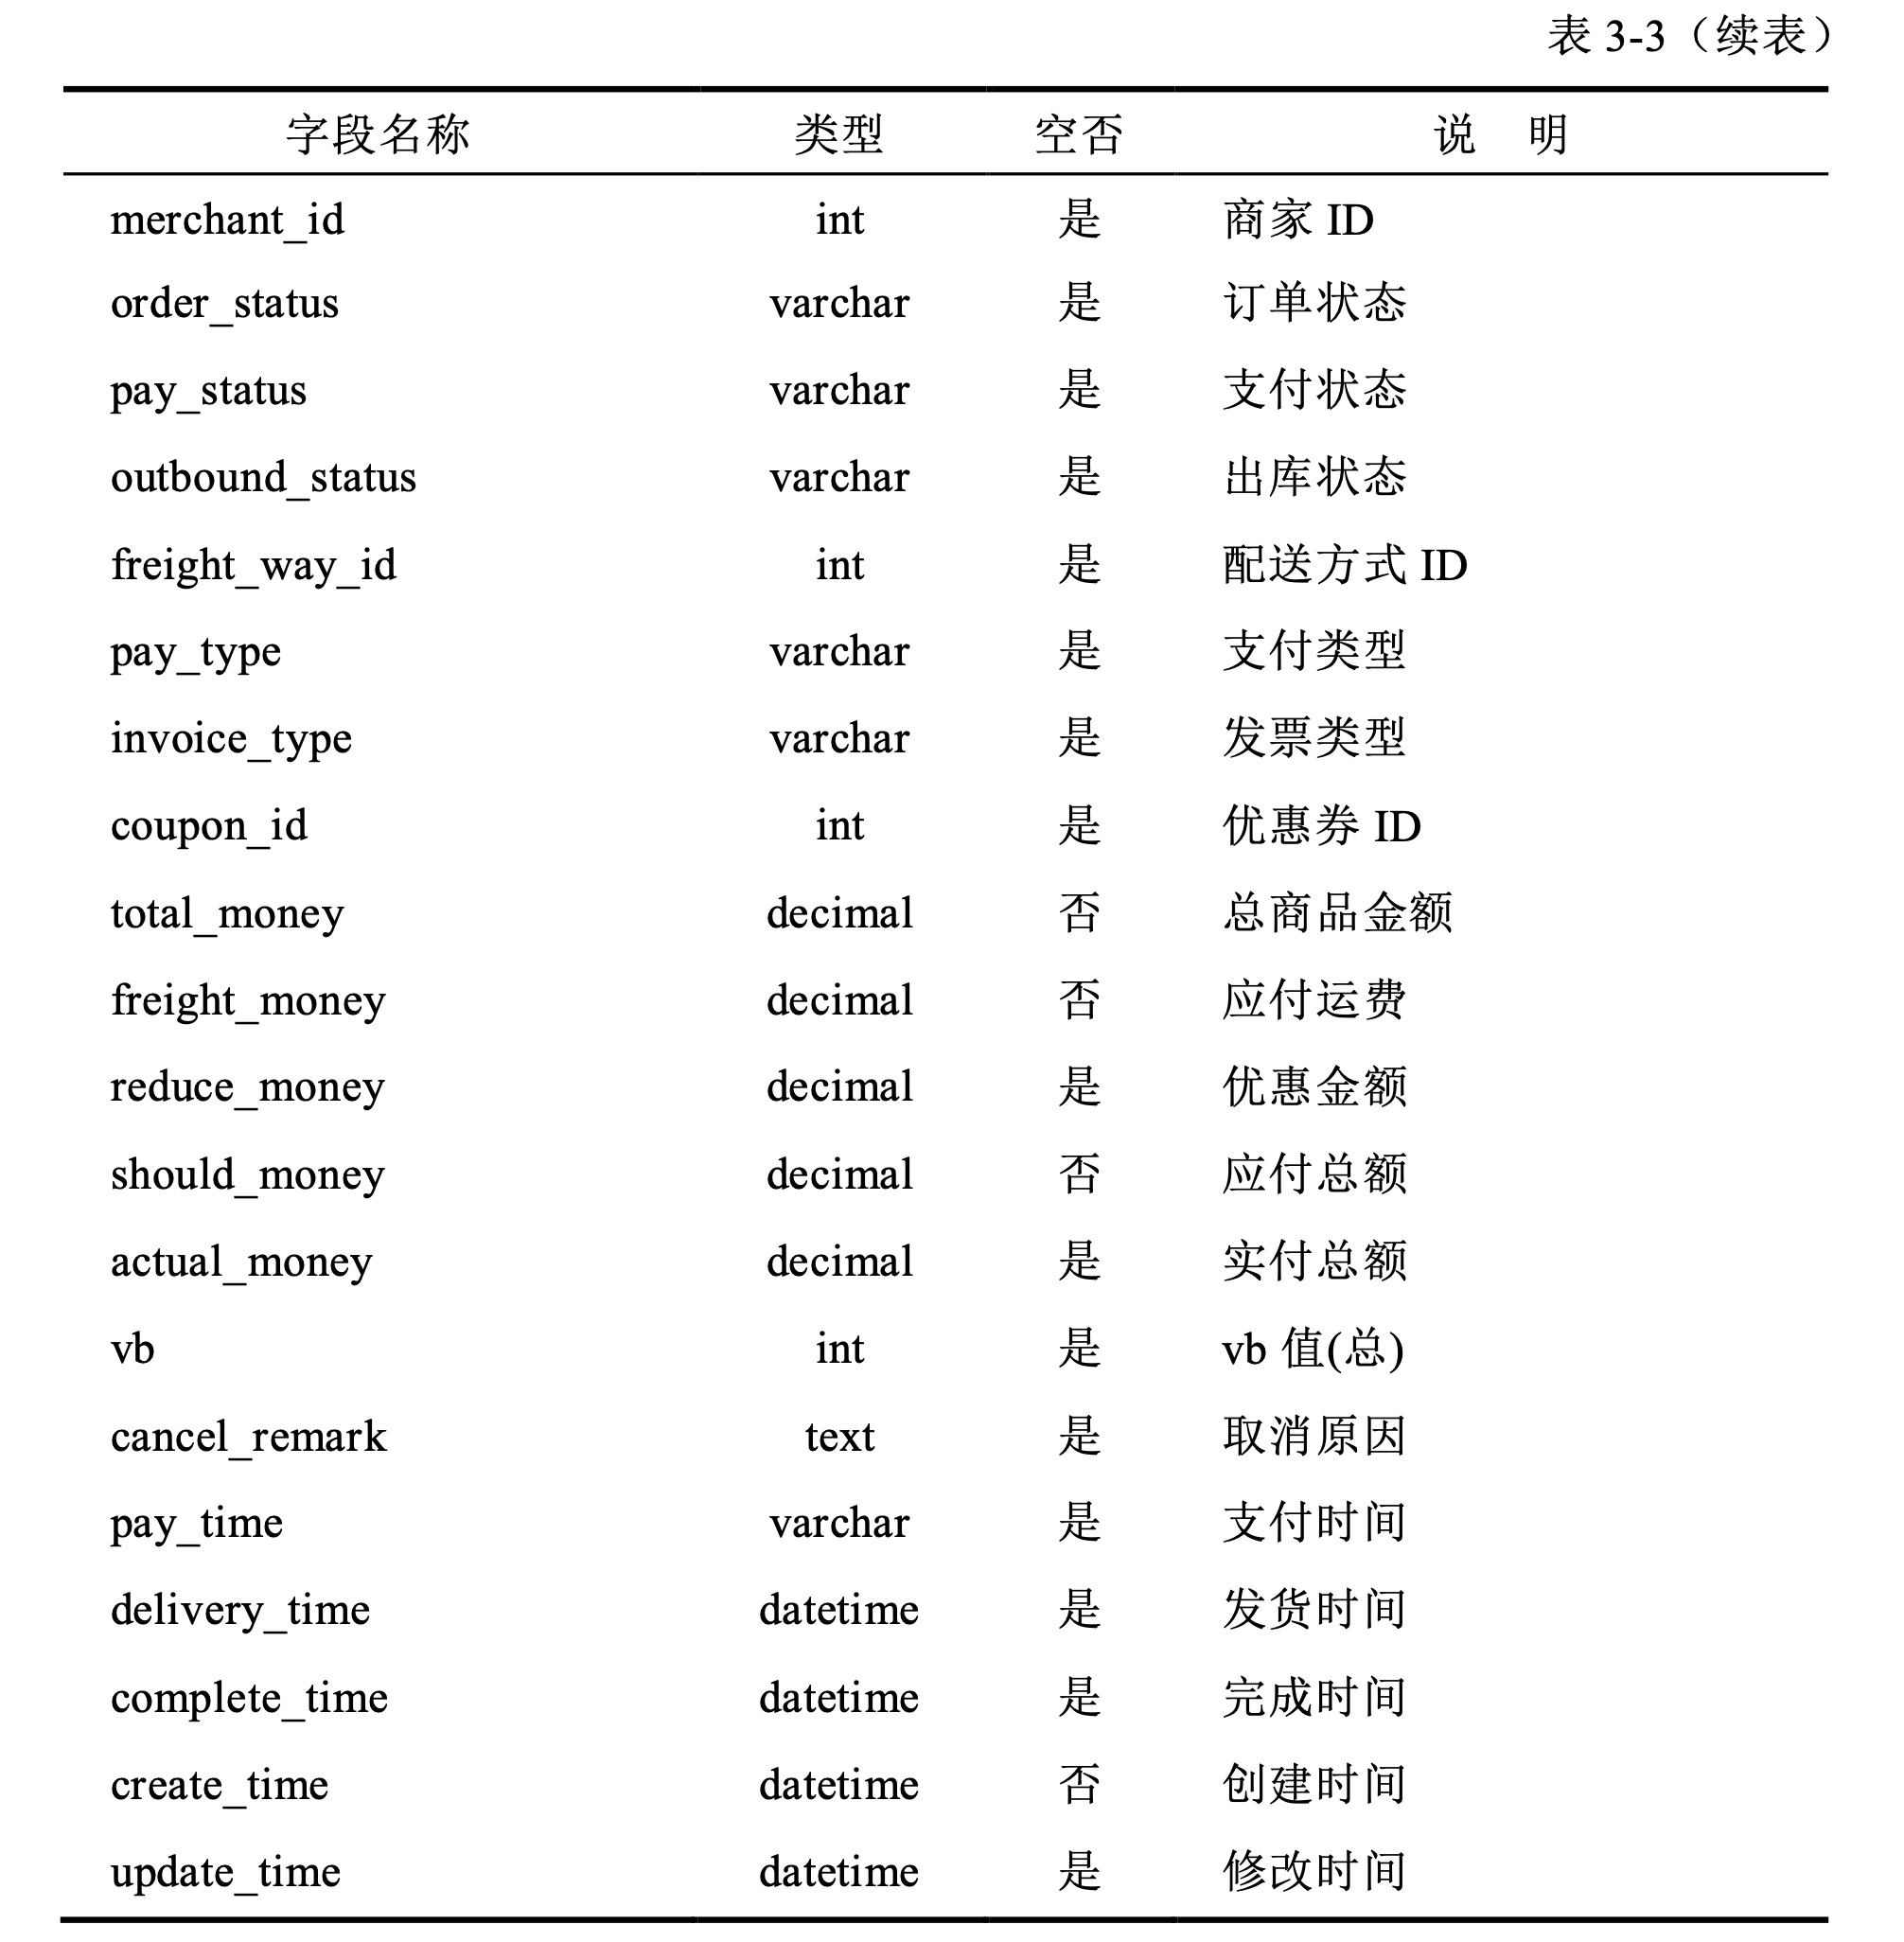 表 3-3（续表）
字段名称 类型 空否 说 明
merchant_id int 是 商家 ID
order_status varchar 是 订单状态
pay_status varchar 是 支付状态
outbound_status varchar 是 出库状态
freight_way_id int 是 配送方式 ID
pay_type varchar 是 支付类型
invoice_type varchar 是 发票类型
coupon_id int 是 优惠券 ID
total_money decimal 否 总商品金额
freight_money decimal 否 应付运费
reduce_money decimal 是 优惠金额
should_money decimal 否 应付总额
actual_money decimal 是 实付总额
vb int 是 vb 值(总)
cancel_remark text 是 取消原因
pay_time varchar 是 支付时间
delivery_time datetime 是 发货时间
complete_time datetime 是 完成时间
create_time datetime 否 创建时间
update_time datetime 是 修改时间